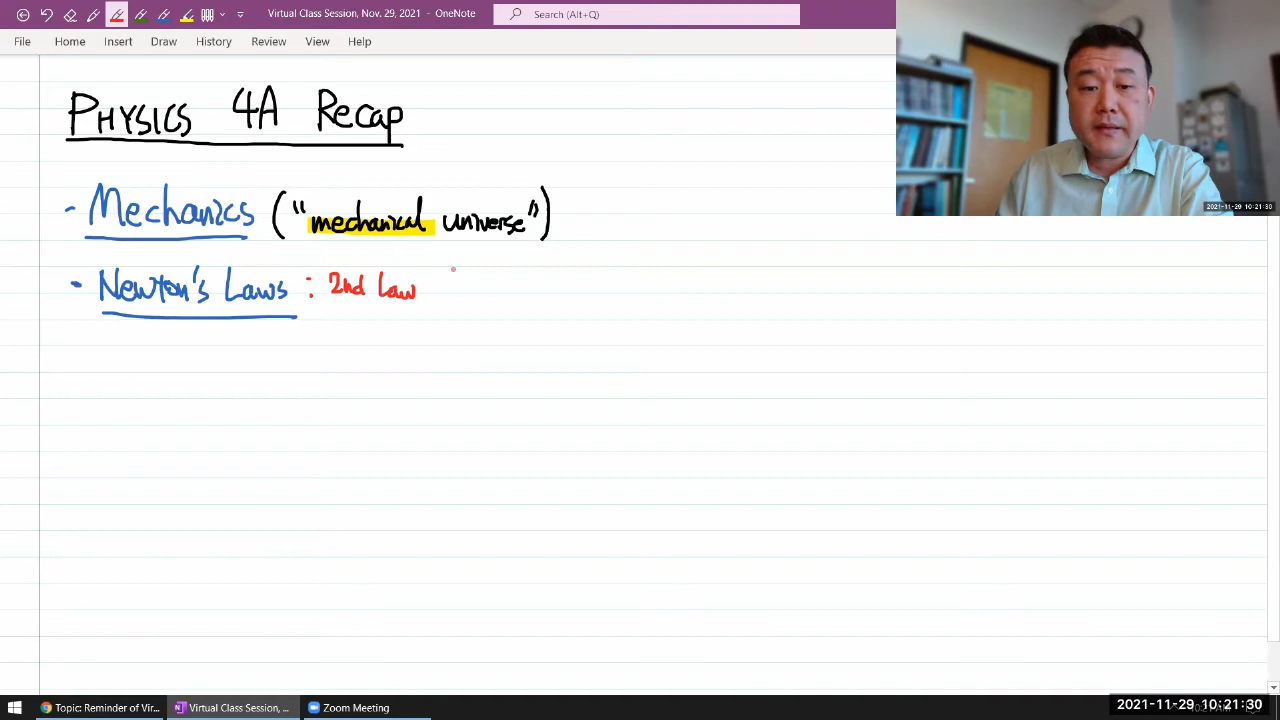 Virtual Class Session, Nov. 29, 2021 - OneNote
Search (Alt+Q)
File Home Insert Draw History Review View Help
PHYSICS 4A Recap
- Mechanics ("mechanical universe")
• Newton's Laws : 2nd Law
2021-11-29 10:21:30
Topic: Reminder of Vir... Virtual Class Session, ... Zoom Meeting
2021-11-29 10:21:30